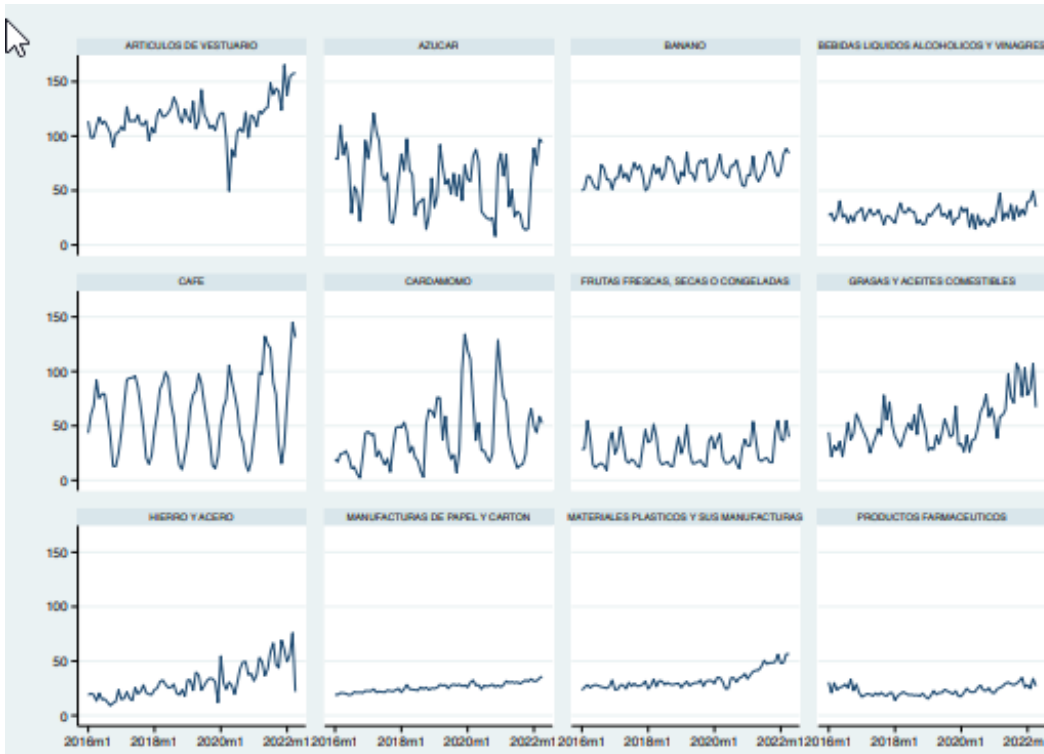 ARTICULOS DE VESTUARIO
AZUCAR
BANANO
BEBIDAS LIQUIDOS ALCOHOLICOS Y VINAGRES
150
100
50
0
CAFE
CARDAMOMO
FRUTAS FRESCAS, SECAS O CONGELADAS
GRASAS Y ACEITES COMESTIBLES
150
100
50
0
HIERRO Y ACERO
MANUFACTURAS DE PAPEL Y CARTON
MATERIALES PLASTICOS Y SUS MANUFACTURAS
PRODUCTOS FARMACEUTICOS
150
100
50
0
2016m1 2018m1 2020m1 2022m1 2016m1 2018m1 2020m1 2022m1 2016m1 2018m1 2020m1 2022m1 2016m1 2018m1 2020m1 2022m